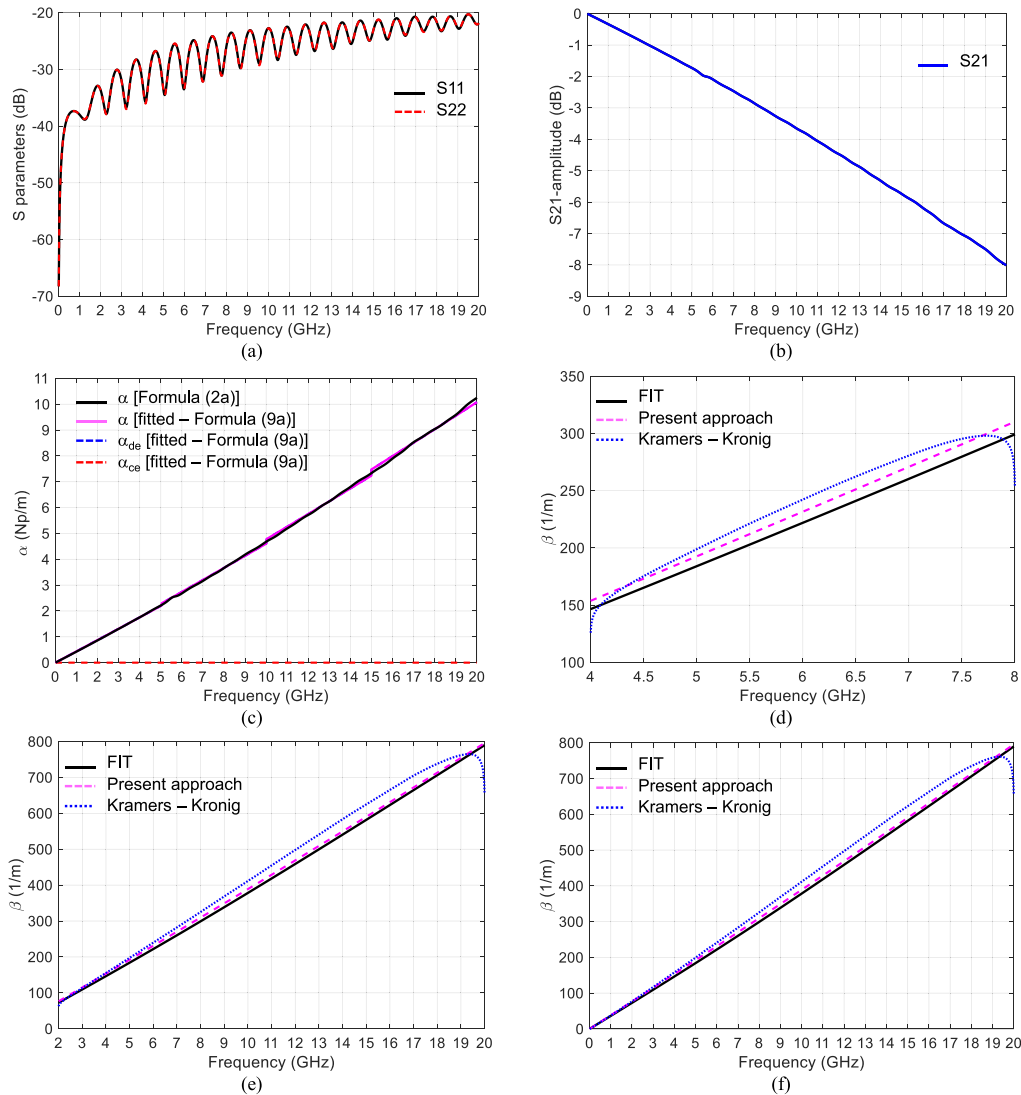 S parameters (dB)
-20
-30
-40
-50
-60
-70
S11
S22
0 1 2 3 4 5 6 7 8 9 10 11 12 13 14 15 16 17 18 19 20
Frequency (GHz)
(a)
S21-amplitude (dB)
0
-1
-2
-3
-4
-5
-6
-7
-8
-9
S21
0 1 2 3 4 5 6 7 8 9 10 11 12 13 14 15 16 17 18 19 20
Frequency (GHz)
(b)
α (Np/m)
11
10
9
8
7
6
5
4
3
2
1
0
α [Formula (2a)]
α [fitted – Formula (9a)]
α_de [fitted – Formula (9a)]
α_ce [fitted – Formula (9a)]
0 1 2 3 4 5 6 7 8 9 10 11 12 13 14 15 16 17 18 19 20
Frequency (GHz)
(c)
β (1/m)
350
300
250
200
150
100
FIT
Present approach
Kramers – Kronig
4 4.5 5 5.5 6 6.5 7 7.5 8
Frequency (GHz)
(d)
β (1/m)
800
700
600
500
400
300
200
100
0
FIT
Present approach
Kramers – Kronig
2 3 4 5 6 7 8 9 10 11 12 13 14 15 16 17 18 19 20
Frequency (GHz)
(e)
β (1/m)
800
700
600
500
400
300
200
100
0
FIT
Present approach
Kramers – Kronig
0 1 2 3 4 5 6 7 8 9 10 11 12 13 14 15 16 17 18 19 20
Frequency (GHz)
(f)